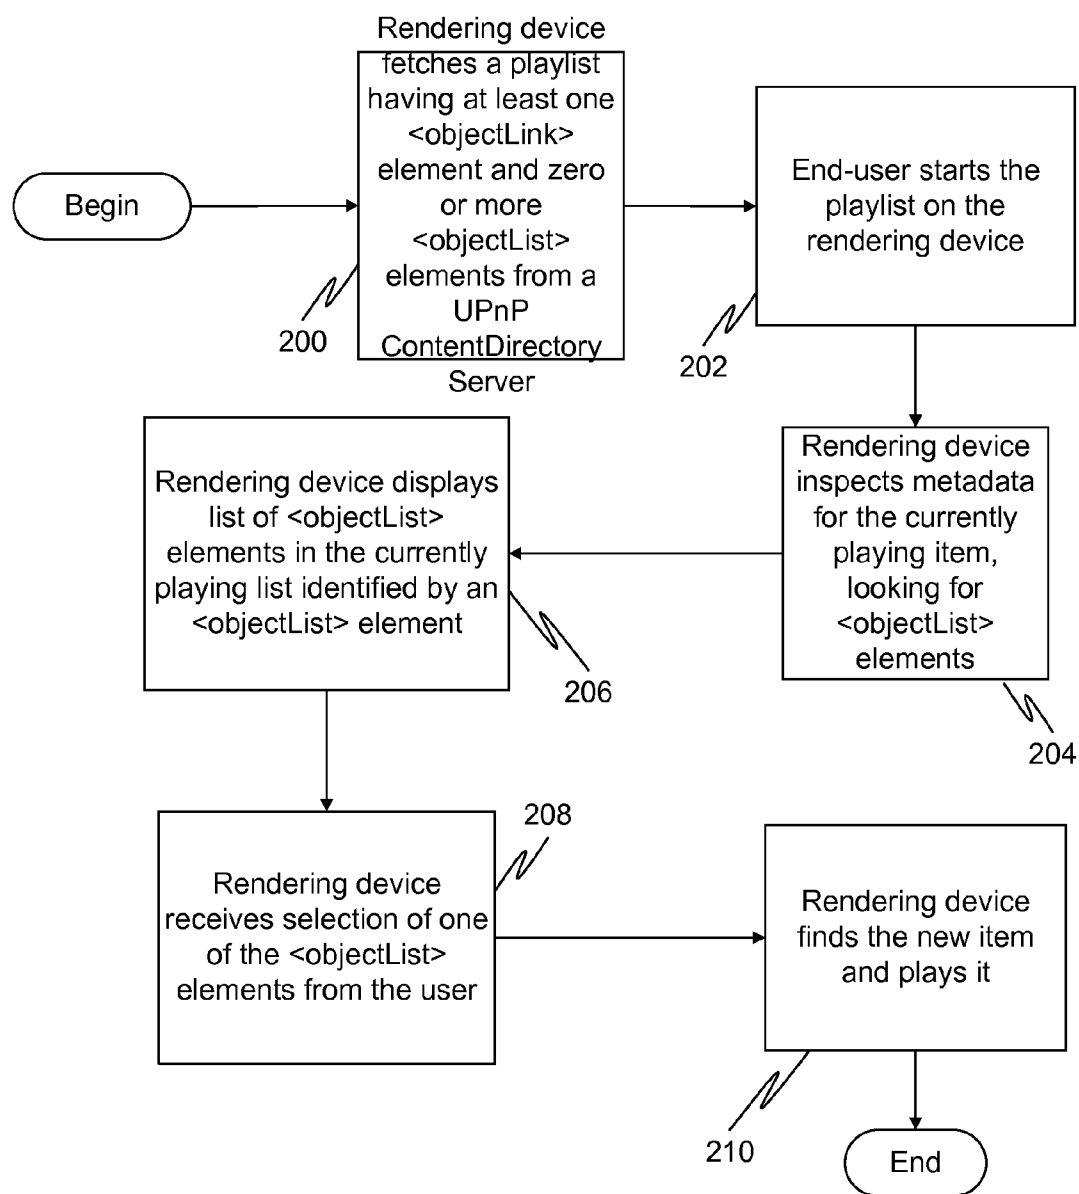 Begin
Rendering device
fetches a playlist
having at least one
<objectLink>
element and zero
or more
<objectList>
elements from a
UPnP
ContentDirectory
Server
200
End-user starts the
playlist on the
rendering device
202
Rendering device
inspects metadata
for the currently
playing item,
looking for
<objectList>
elements
204
Rendering device displays
list of <objectList>
elements in the currently
playing list identified by an
<objectList> element
206
Rendering device
receives selection of one
of the <objectList>
elements from the user
208
Rendering device
finds the new item
and plays it
210
End